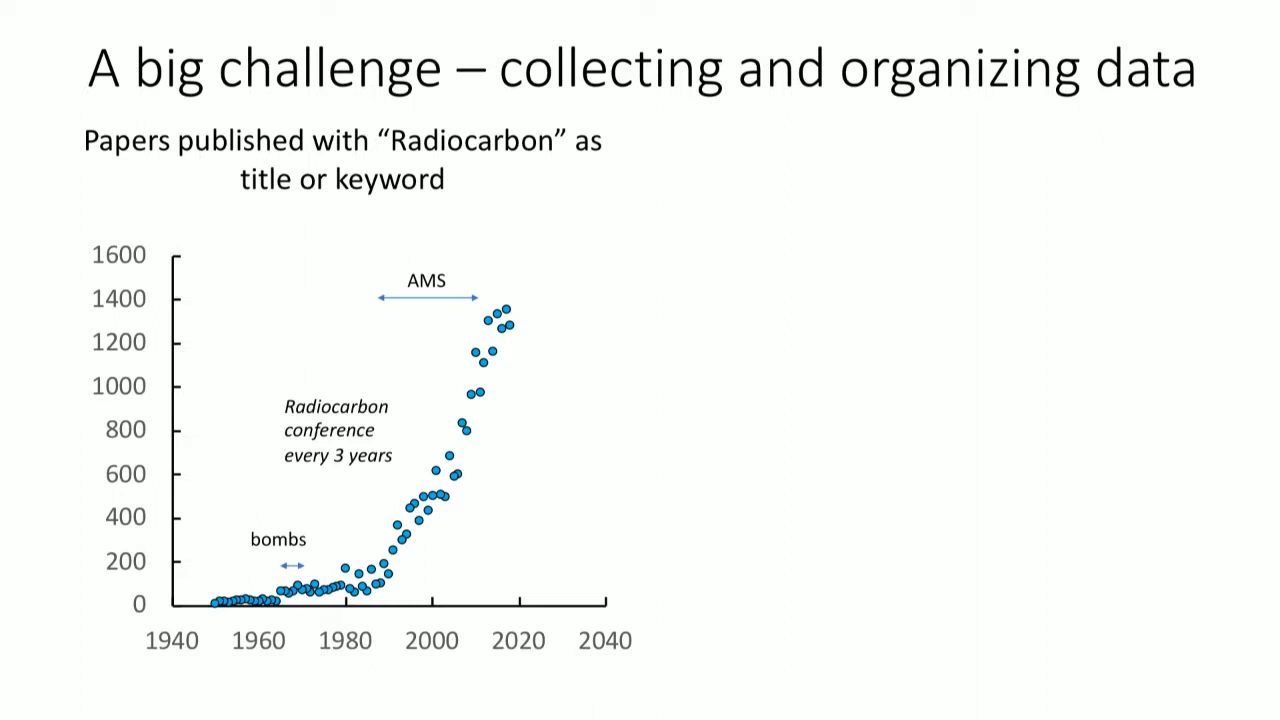 A big challenge – collecting and organizing data
Papers published with “Radiocarbon” as
title or keyword
1600
1400
1200
1000
800
600
400
200
0
AMS
Radiocarbon
conference
every 3 years
bombs
1940 1960 1980 2000 2020 2040